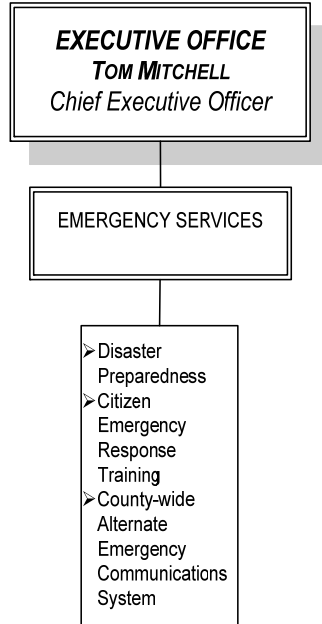 EXECUTIVE OFFICE
TOM MITCHELL
Chief Executive Officer
EMERGENCY SERVICES
➢Disaster
Preparedness
➢Citizen
Emergency
Response
Training
➢County-wide
Alternate
Emergency
Communications
System